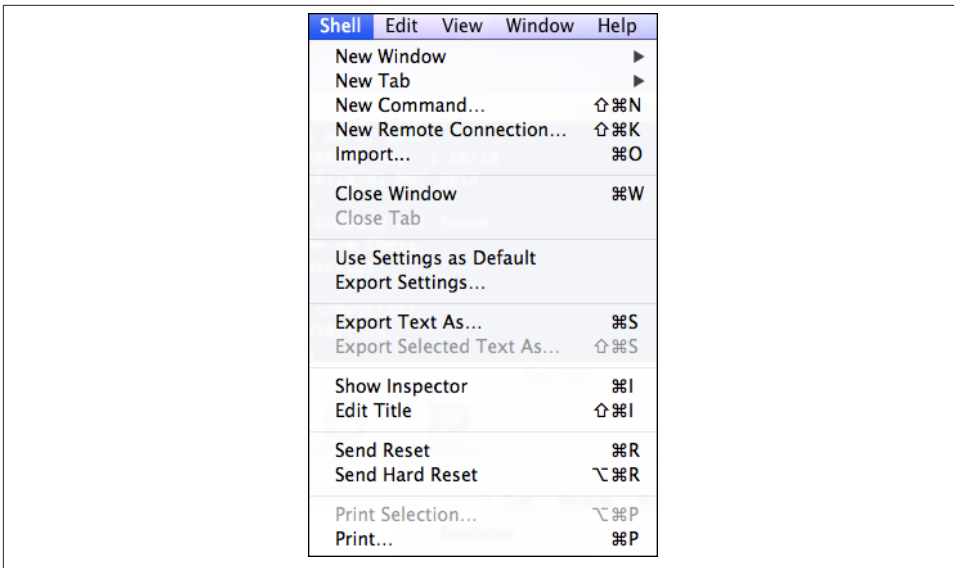 Shell Edit View Window Help
New Window ▶
New Tab ▶
New Command... ⇧⌘N
New Remote Connection... ⇧⌘K
Import... ⌘O
Close Window ⌘W
Close Tab
Use Settings as Default
Export Settings...
Export Text As... ⌘S
Export Selected Text As... ⇧⌘S
Show Inspector ⌘I
Edit Title ⇧⌘I
Send Reset ⌘R
Send Hard Reset ⌥⌘R
Print Selection... ⌥⌘P
Print... ⌘P